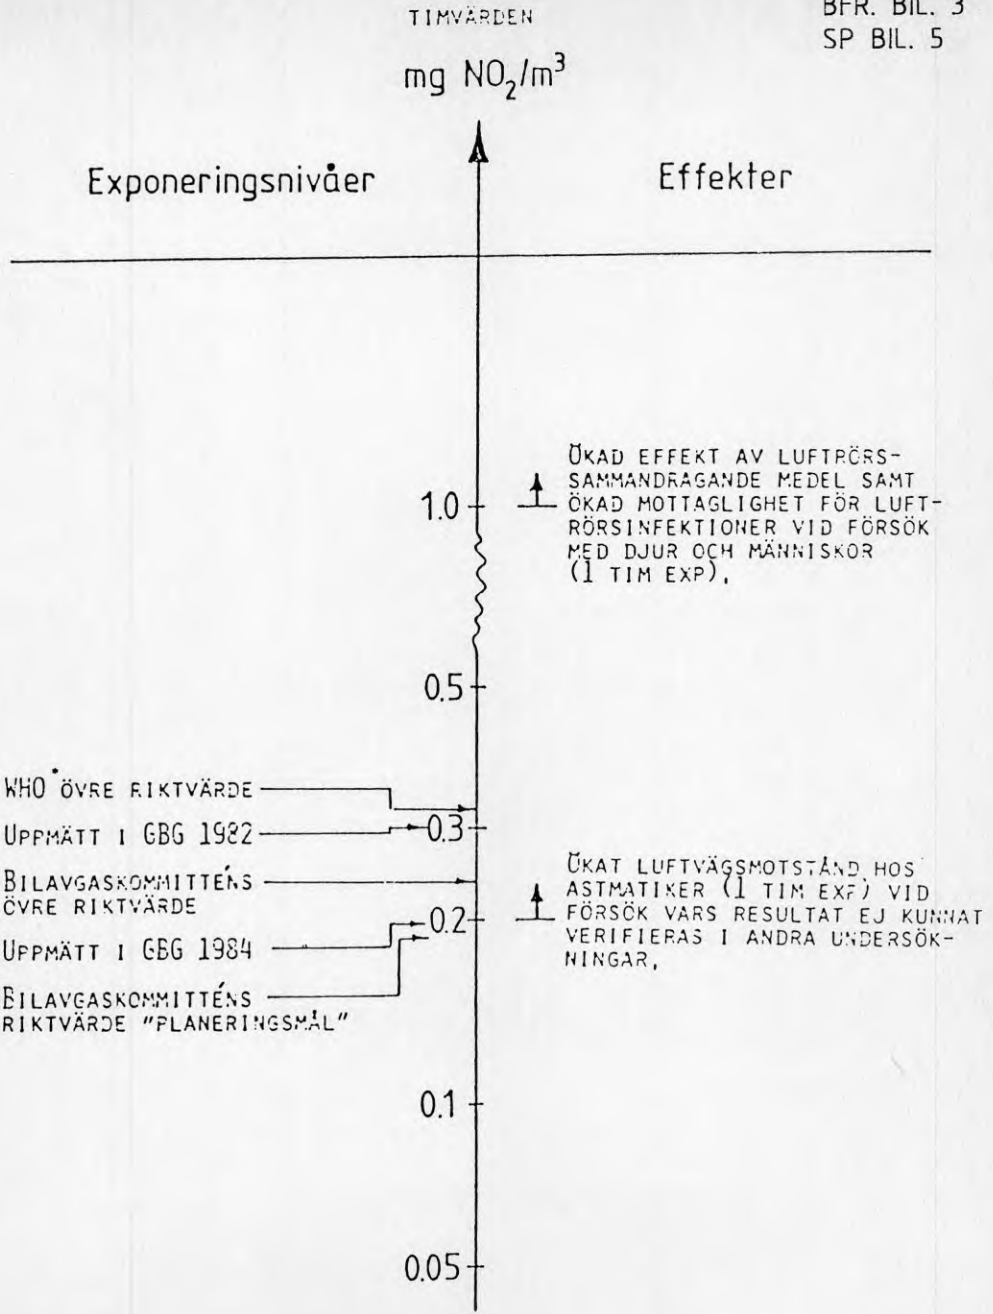 TIMVÄRDEN
BFR. BIL. 3
SP BIL. 5
mg NO₂/m³
Exponeringsnivåer
Effekter
1.0
ÖKAD EFFEKT AV LUFTRÖRS-
SAMMANDRAGANDE MEDEL SAMT
ÖKAD MOTTAGLIGHET FÖR LUFT-
RÖRSINFEKTIONER VID FÖRSÖK
MED DJUR OCH MÄNNISKOR
(1 TIM EXP).
0.5
WHO ÖVRE RIKTVÄRDE
UPPMÄTT I GBG 1982
0.3
BILAVGASKOMMITTÉNS
ÖVRE RIKTVÄRDE
0.2
UPPMÄTT I GBG 1984
BILAVGASKOMMITTÉNS
RIKTVÄRDE "PLANERINGSMÅL"
ÖKAT LUFTVÄGSMOTSTÅND HOS
ASTMATIKER (1 TIM EXP) VID
FÖRSÖK VARS RESULTAT EJ KUNNAT
VERIFIERAS I ANDRA UNDERSÖK-
NINGAR.
0.1
0.05